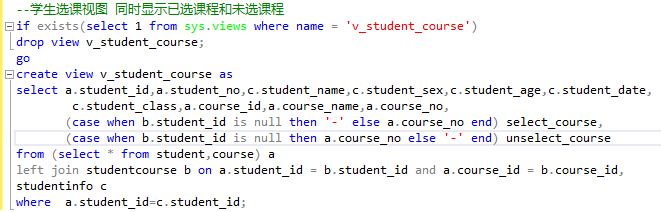 --学生选课视图 同时显示已选课程和未选课程
if exists(select 1 from sys.views where name = 'v_student_course')
drop view v_student_course;
go
create view v_student_course as
select a.student_id,a.student_no,c.student_name,c.student_sex,c.student_age,c.student_date,
c.student_class,a.course_id,a.course_name,a.course_no,
(case when b.student_id is null then '-' else a.course_no end) select_course,
(case when b.student_id is null then a.course_no else '-' end) unselect_course
from (select * from student,course) a
left join studentcourse b on a.student_id = b.student_id and a.course_id = b.course_id,
studentinfo c
where  a.student_id=c.student_id;